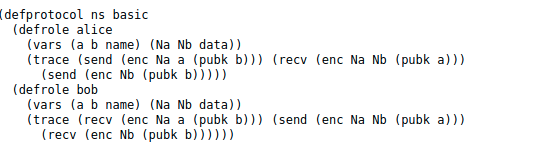 (defprotocol ns basic
  (defrole alice
    (vars (a b name) (Na Nb data))
    (trace (send (enc Na a (pubk b))) (recv (enc Na Nb (pubk a)))
      (send (enc Nb (pubk b)))))
  (defrole bob
    (vars (a b name) (Na Nb data))
    (trace (recv (enc Na a (pubk b))) (send (enc Na Nb (pubk a)))
      (recv (enc Nb (pubk b))))))